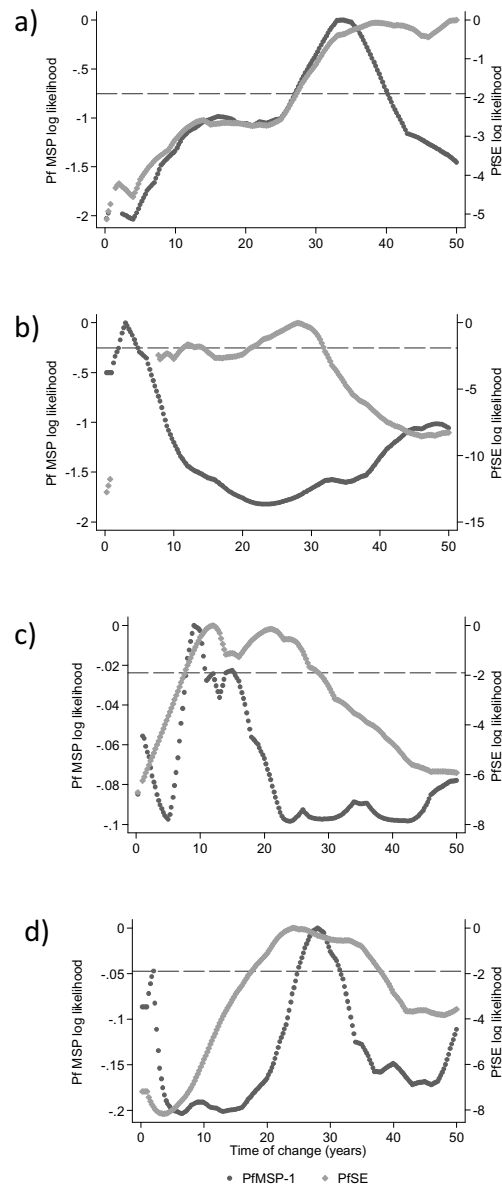 a)
0
-.5
-1
-1.5
-2
Pf MSP log likelihood
0
-1
-2
-3
-4
-5
PfSE log likelihood
0 10 20 30 40 50
b)
0
-.5
-1
-1.5
-2
Pf MSP log likelihood
0
-5
-10
-15
PfSE log likelihood
0 10 20 30 40 50
c)
0
-.02
-.04
-.06
-.08
-.1
Pf MSP log likelihood
0
-2
-4
-6
-8
PfSE log likelihood
0 10 20 30 40 50
d)
0
-.05
-.1
-.15
-.2
Pf MSP log likelihood
0
-2
-4
-6
-8
PfSE log likelihood
0 10 20 30 40 50
Time of change (years)
PfMSP-1 PfSE